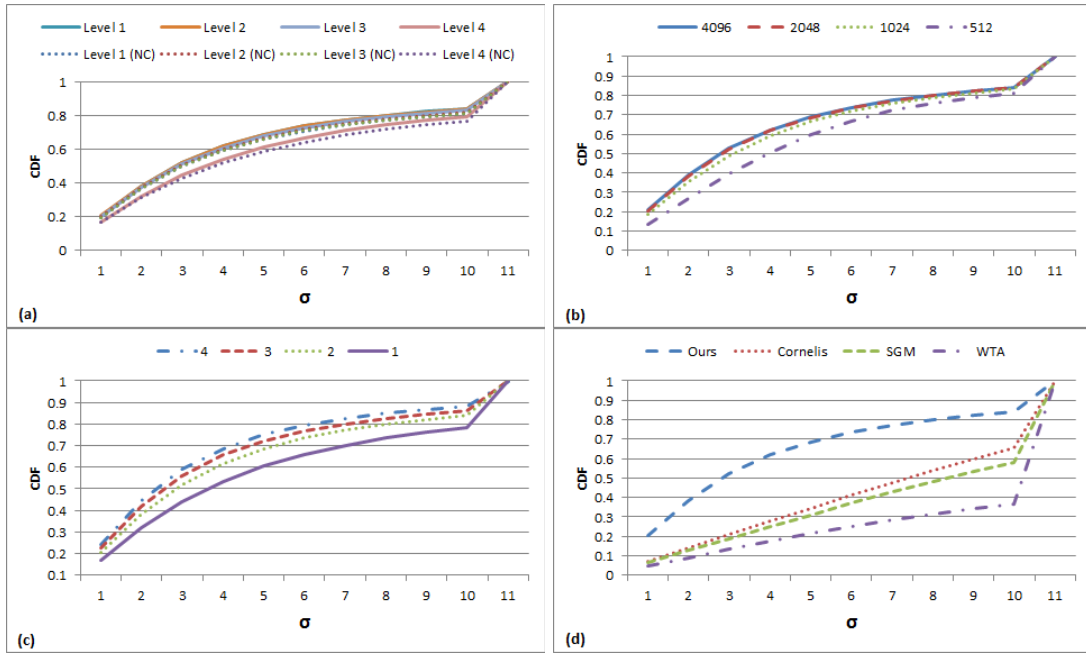 Level 1 Level 2 Level 3 Level 4
Level 1 (NC) Level 2 (NC) Level 3 (NC) Level 4 (NC)
1
0.8
0.6
0.4
0.2
0
CDF
1 2 3 4 5 6 7 8 9 10 11
σ
(a)
4096 2048 1024 512
1
0.9
0.8
0.7
0.6
0.5
0.4
0.3
0.2
0.1
0
CDF
1 2 3 4 5 6 7 8 9 10 11
σ
(b)
4 3 2 1
1
0.9
0.8
0.7
0.6
0.5
0.4
0.3
0.2
0.1
CDF
1 2 3 4 5 6 7 8 9 10 11
σ
(c)
Ours Cornelis SGM WTA
1
0.9
0.8
0.7
0.6
0.5
0.4
0.3
0.2
0.1
0
CDF
1 2 3 4 5 6 7 8 9 10 11
σ
(d)